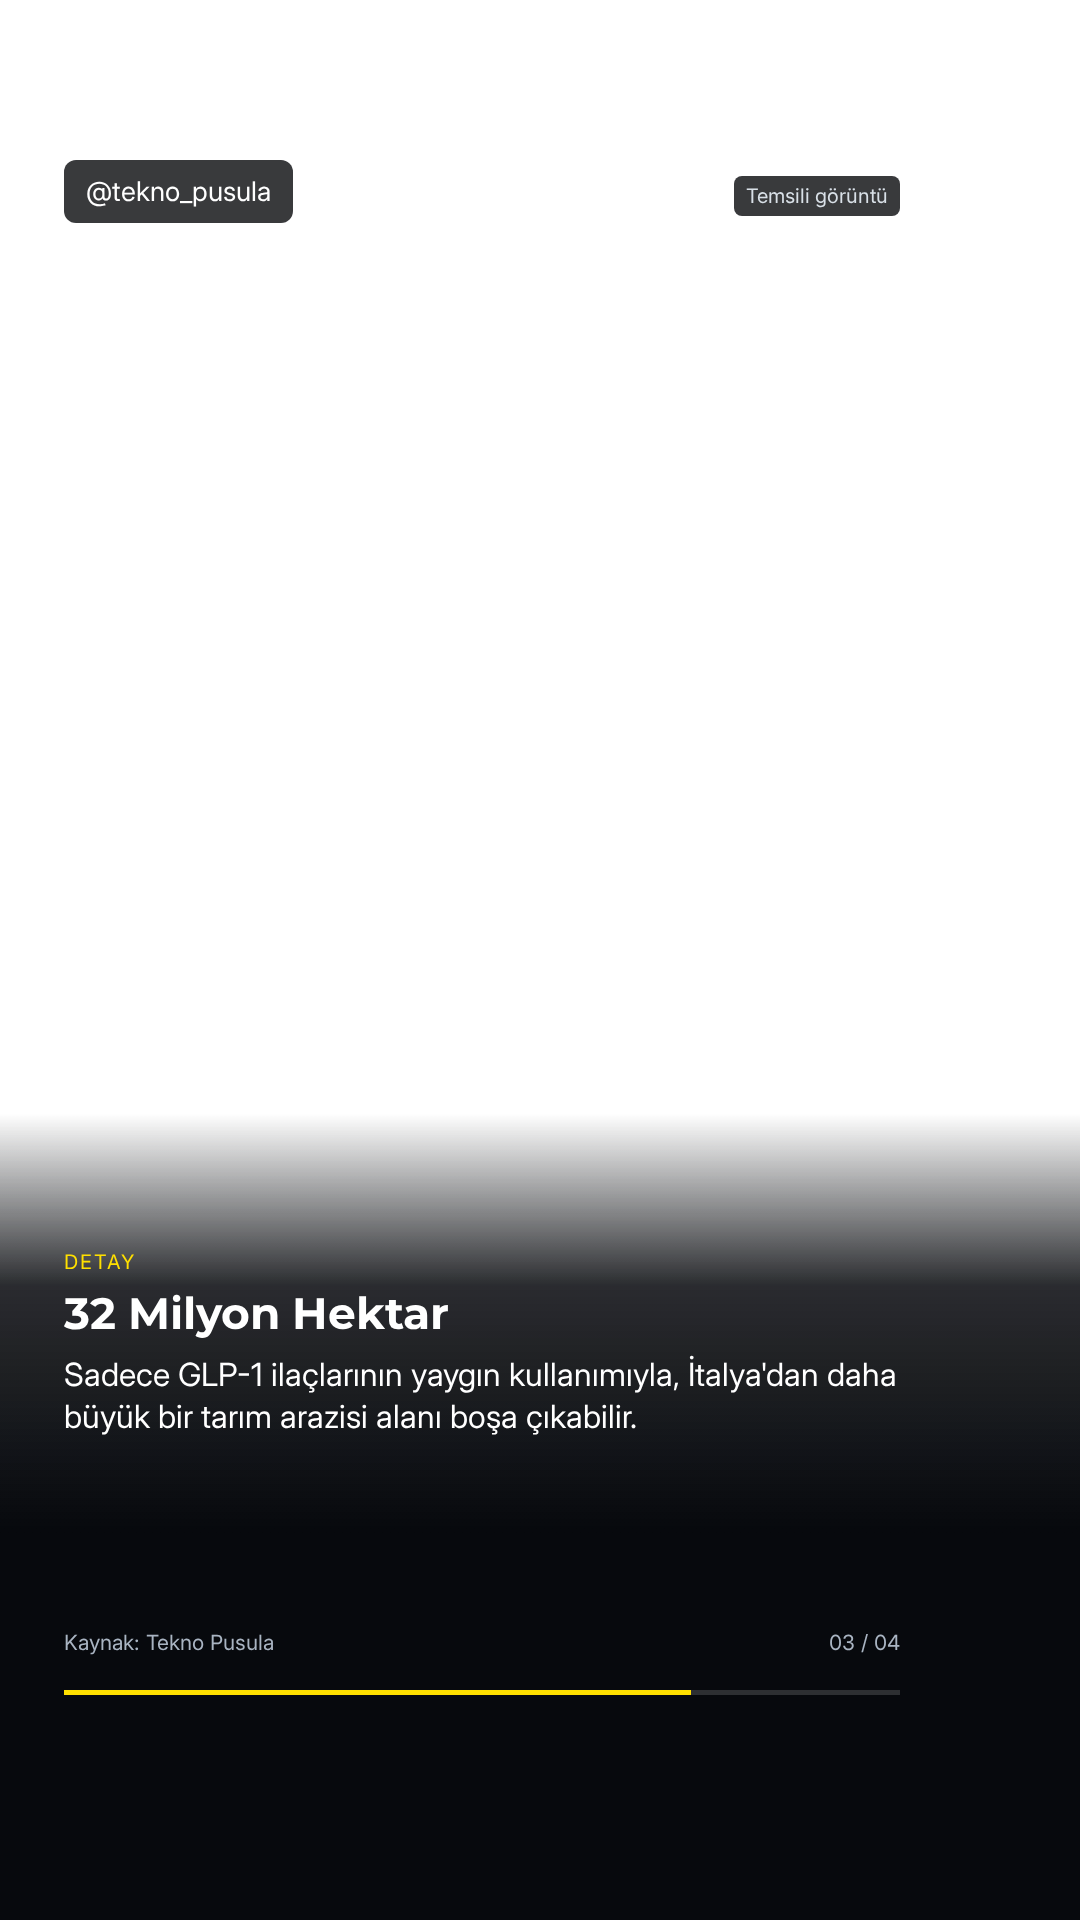 @tekno_pusula
Temsili görüntü
DETAY
32 Milyon Hektar
Sadece GLP-1 ilaçlarının yaygın kullanımıyla, İtalya'dan daha
büyük bir tarım arazisi alanı boşa çıkabilir.
Kaynak: Tekno Pusula
03 / 04